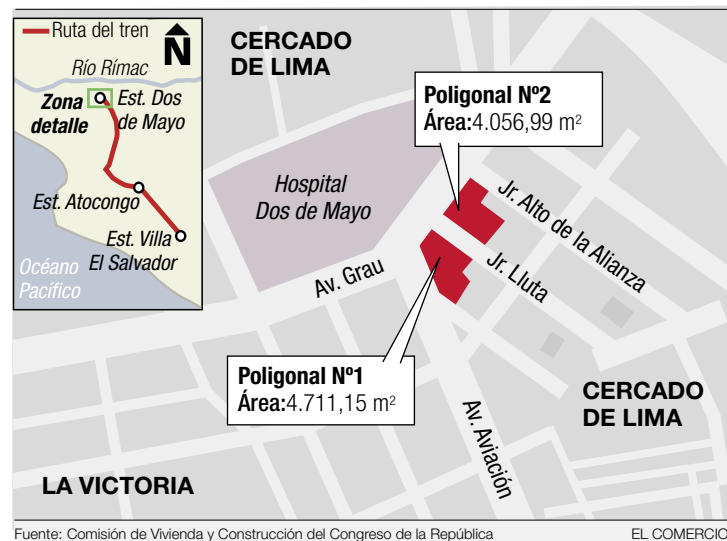 Ruta del tren
N
Río Rímac
Zona
detalle
Est. Dos
de Mayo
Est. Atocongo
Est. Villa
El Salvador
Océano
Pacífico
CERCADO
DE LIMA
Poligonal Nº2
Área:4.056,99 m²
Hospital
Dos de Mayo
Jr. Alto de la Alianza
Jr. Lluta
Av. Grau
Poligonal Nº1
Área:4.711,15 m²
CERCADO
DE LIMA
Av. Aviación
LA VICTORIA
Fuente: Comisión de Vivienda y Construcción del Congreso de la República
EL COMERCIO